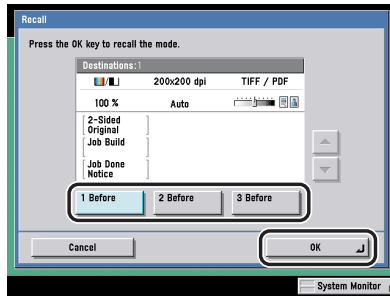 Recall
Press the OK key to recall the mode.
Destinations:1
200x200 dpi TIFF / PDF
100 % Auto
2-Sided
Original
Job Build
Job Done
Notice
1 Before 2 Before 3 Before
Cancel OK
System Monitor